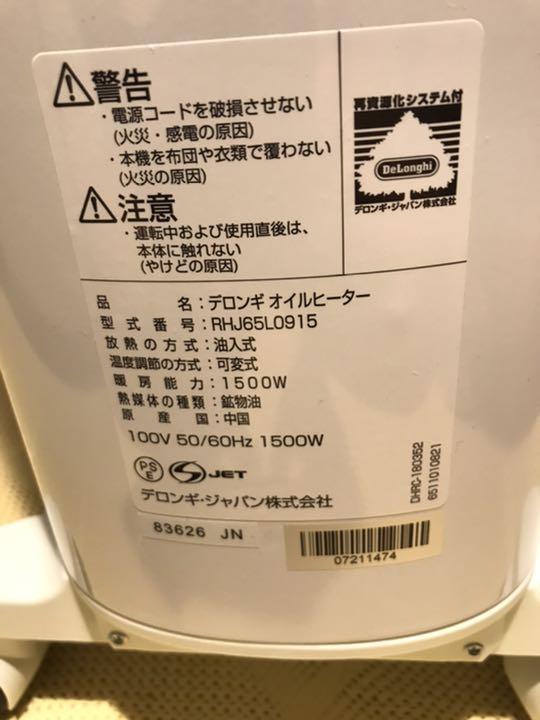 警告
・電源コードを破損させない
(火災・感電の原因)
・本機を布団や衣類で覆わない
(火災の原因)
注意
・運転中および使用直後は、
本体に触れない
(やけどの原因)
再資源化システム付
DeLonghi
デロンギ・ジャパン株式会社
品名：デロンギ オイルヒーター
型式番号：RHJ65L0915
放熱の方式：油入式
温度調節の方式：可変式
暖房能力：1500W
熱媒体の種類：鉱物油
原産国：中国
100V 50/60Hz 1500W
PSE JET
デロンギ・ジャパン株式会社
DHRC-180352
6511010821
83626 JN
07211474